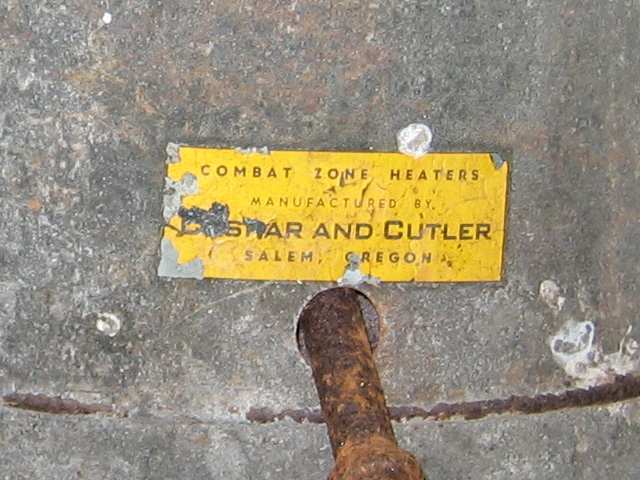 COMBAT ZONE HEATERS
MANUFACTURED BY
AND CUTLER
SALEM, OREGON